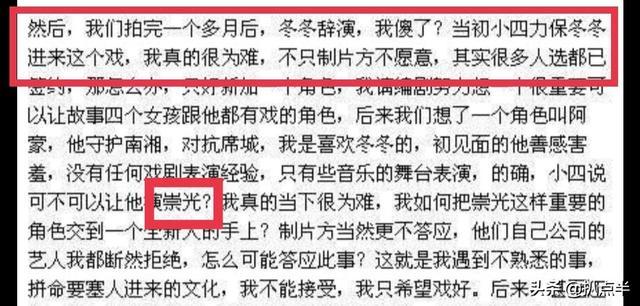 然后，我们拍完一个多月后，冬冬辞演，我傻了？当初小四力保冬冬
进来这个戏，我真的很为难，不只制片方不愿意，其实很多人选都已
签约，那怎么办，只好新加一个角色，我请编剧努力想一个很重要可
以让故事四个女孩跟他都有戏的角色，后来我们想了一个角色叫阿
蒙，他守护南湘，对抗席城，我是喜欢冬冬的，初见面的他善感害
羞，没有任何戏剧表演经验，只有些音乐的舞台表演，的确，小四说
可不可以让他演崇光？我真的当下很为难，我如何把崇光这样重要的
角色交到一个全新人的手上？制片方当然更不答应，他们自己公司的
艺人我都断然拒绝，怎么可能答应此事？这就是我遇到不熟悉的事，
拼命要塞人进来的文化，我不能接受，我只希望戏好。后来
头条@扒点半